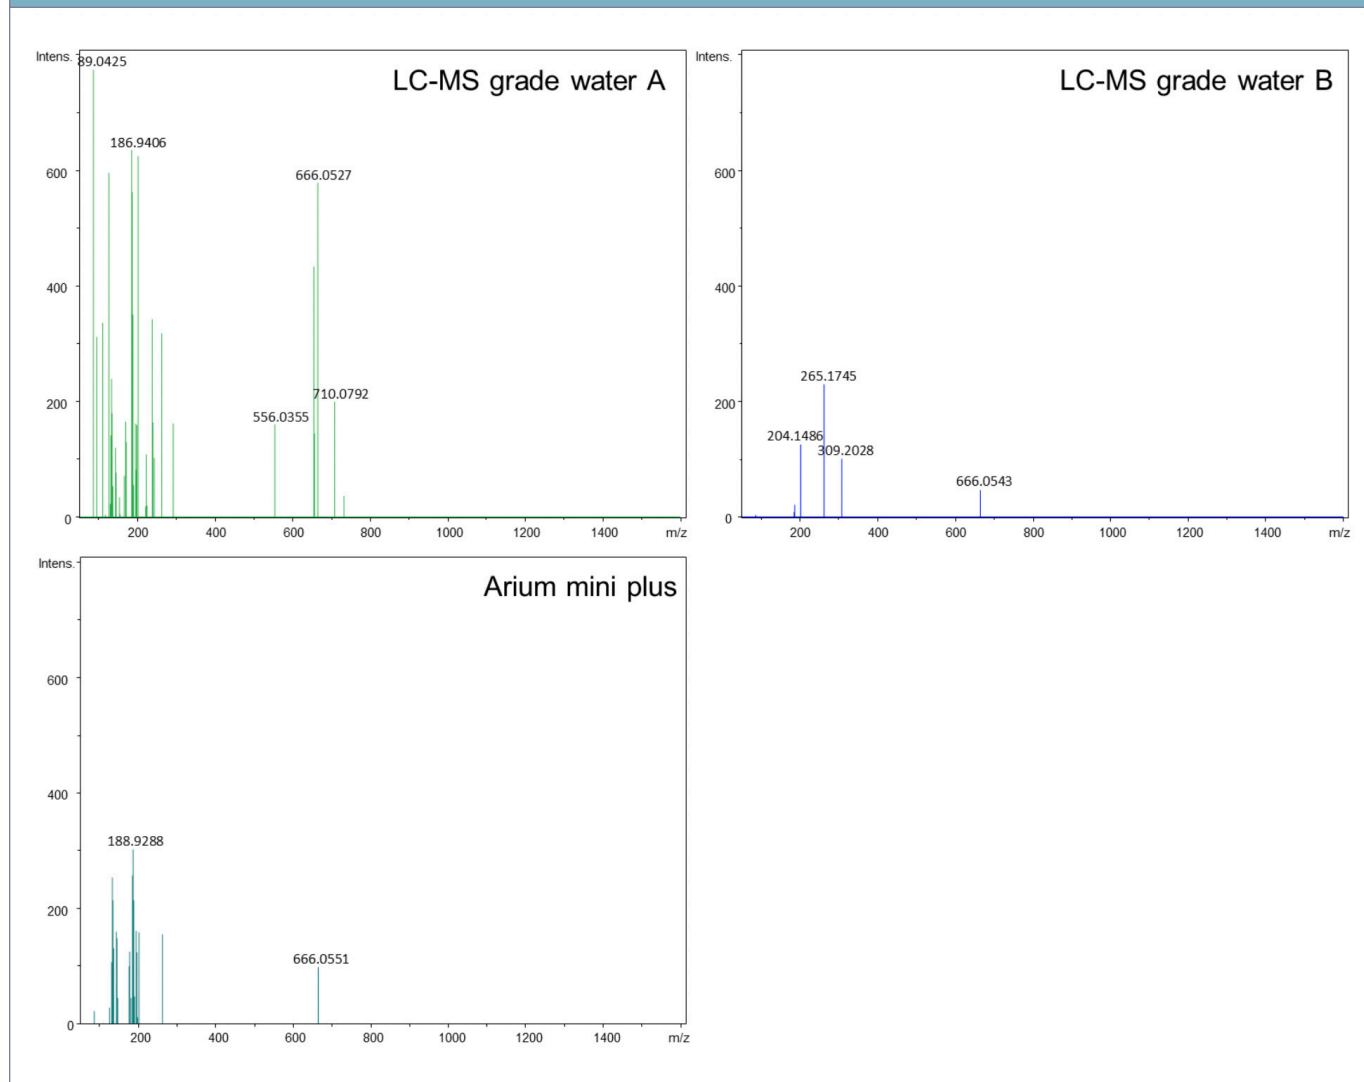 Intens.
89.0425
LC-MS grade water A
186.9406
666.0527
600
400
710.0792
556.0355
200
0
200 400 600 800 1000 1200 1400 m/z
Intens.
LC-MS grade water B
600
400
265.1745
204.1486
309.2028
666.0543
200
0
200 400 600 800 1000 1200 1400 m/z
Intens.
Arium mini plus
600
400
188.9288
200
666.0551
0
200 400 600 800 1000 1200 1400 m/z